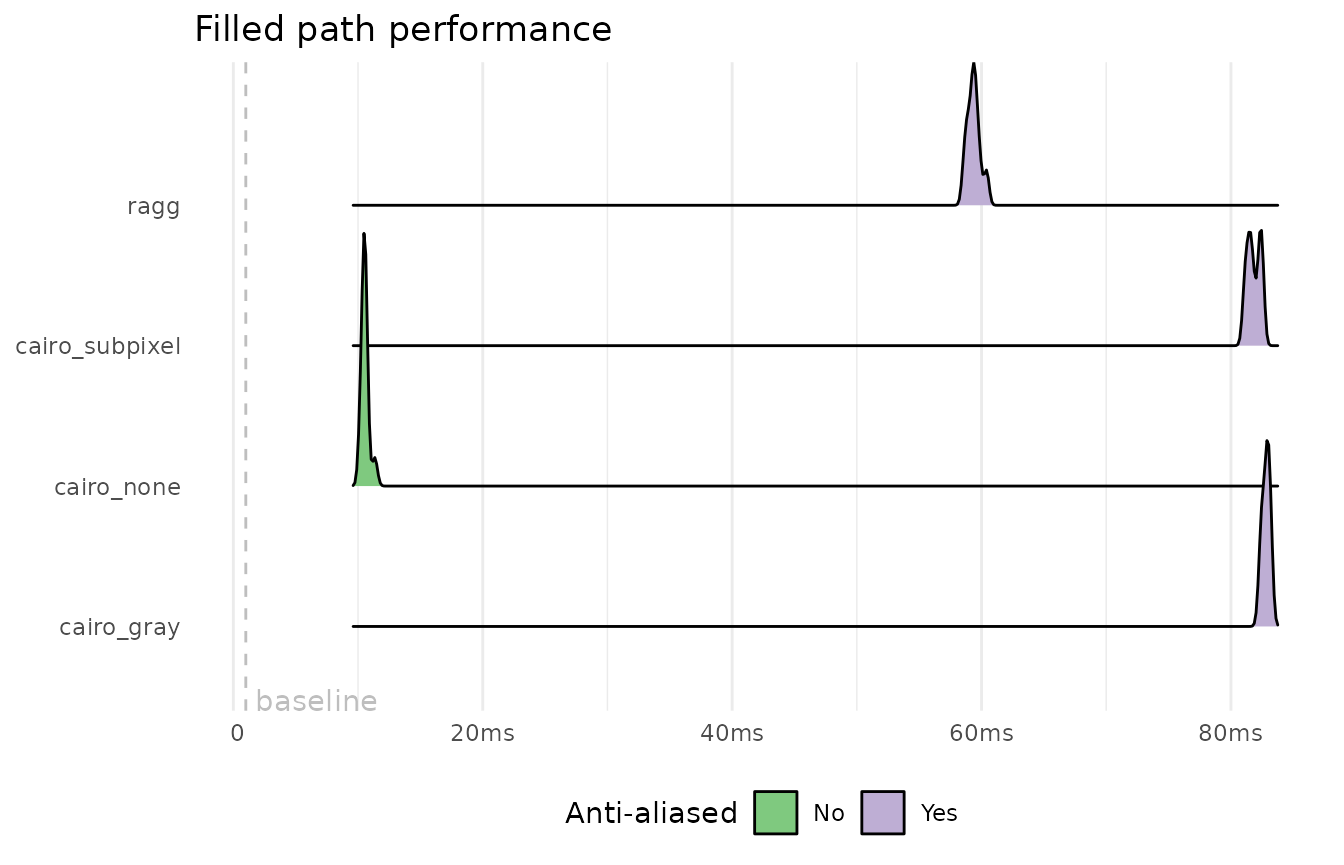 Filled path performance
ragg
cairo_subpixel
cairo_none
cairo_gray
baseline
0 20ms 40ms 60ms 80ms
Anti-aliased No Yes